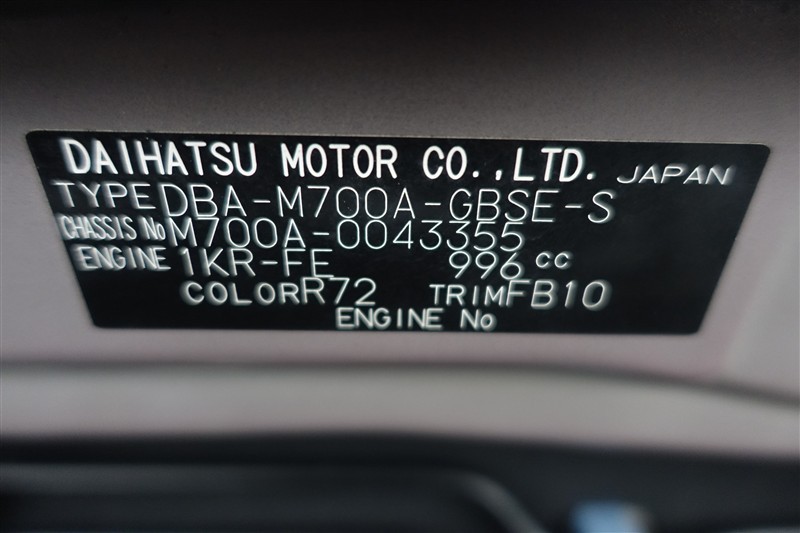 DAIHATSU MOTOR CO.,LTD. JAPAN
TYPE DBA-M700A-GBSE-S
CHASSIS No M700A-0043355
ENGINE 1KR-FE 996 cc
COLOR R72 TRIM FB10
ENGINE No